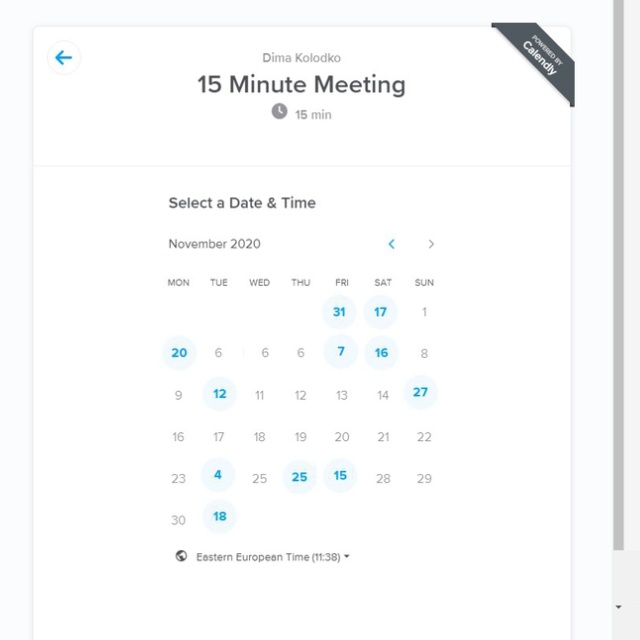 POWERED BY
Calendly
Dima Kolodko
15 Minute Meeting
15 min
Select a Date & Time
November 2020
MON TUE WED THU FRI SAT SUN
31 17 1
20 6 6 6 7 16 8
9 12 11 12 13 14 27
16 17 18 19 20 21 22
23 4 25 25 15 28 29
30 18
Eastern European Time (11:38)